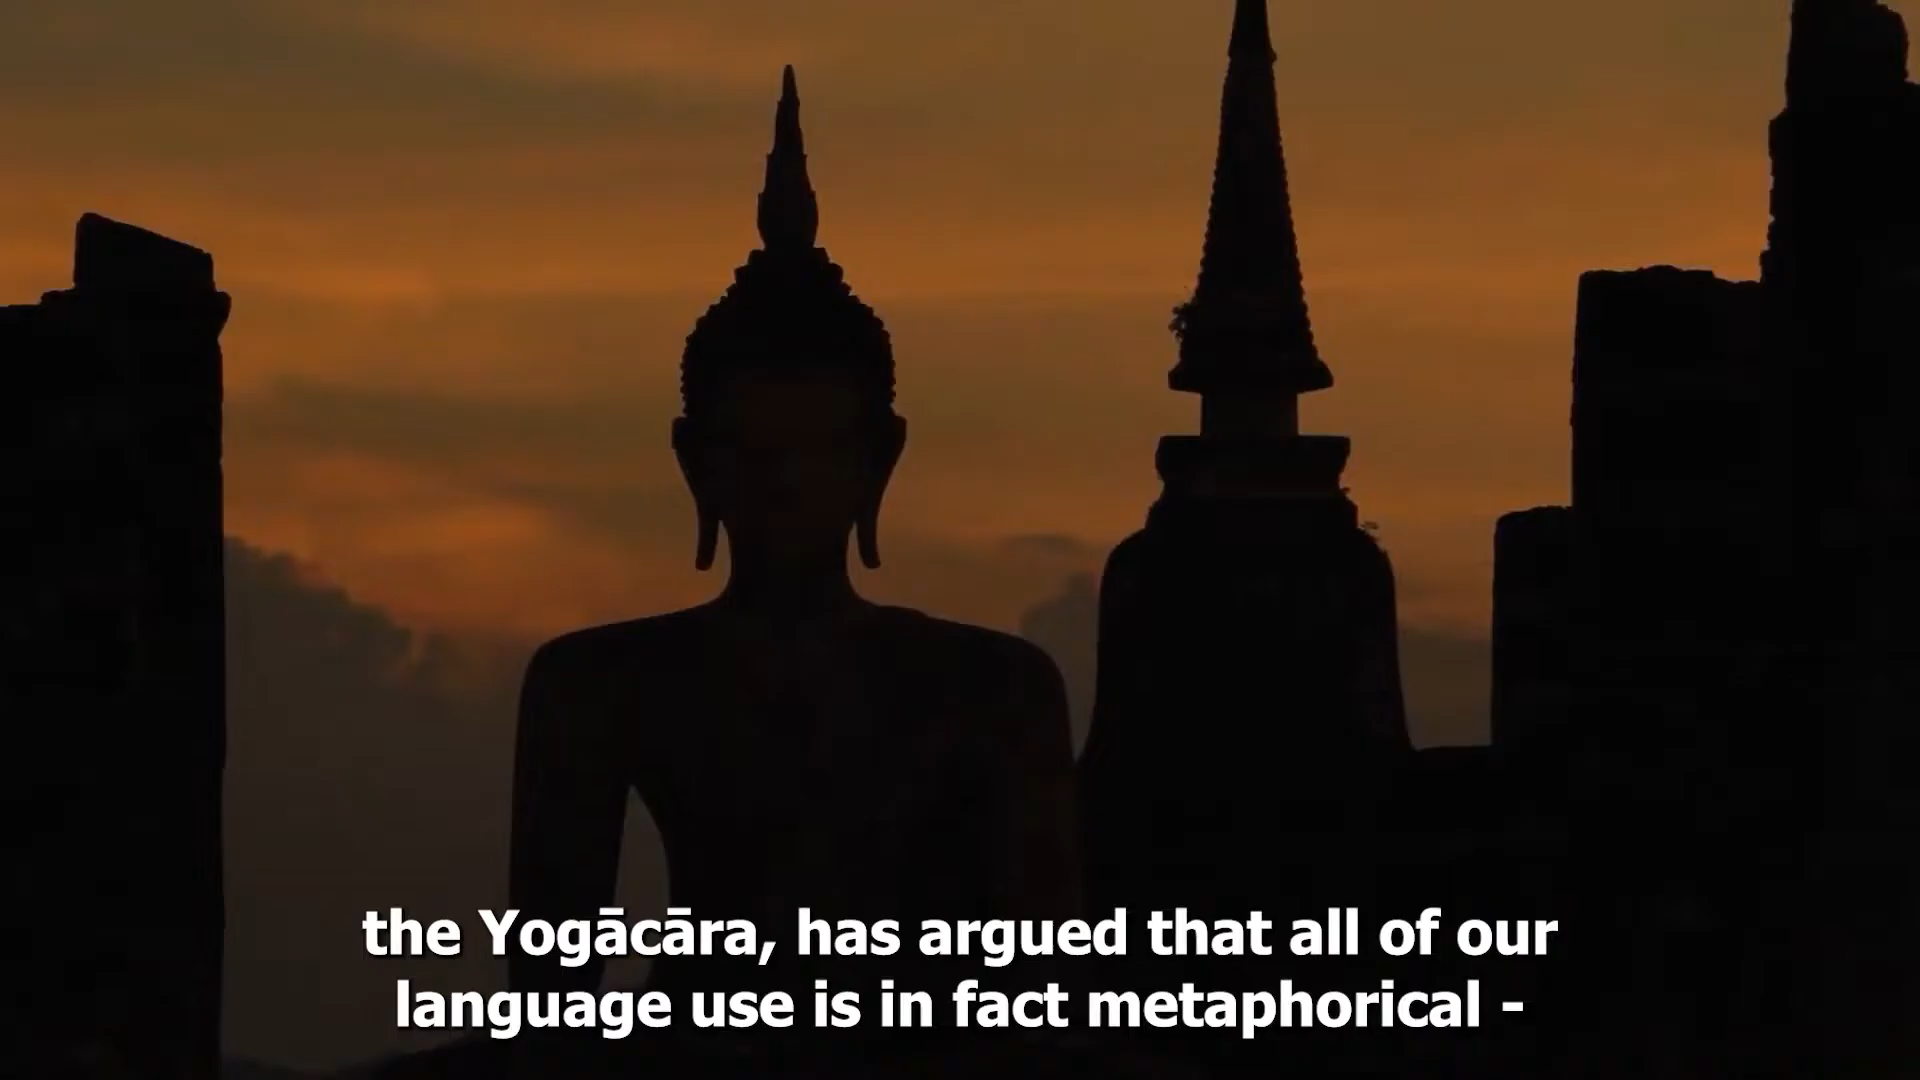 the Yogācāra, has argued that all of our
language use is in fact metaphorical -